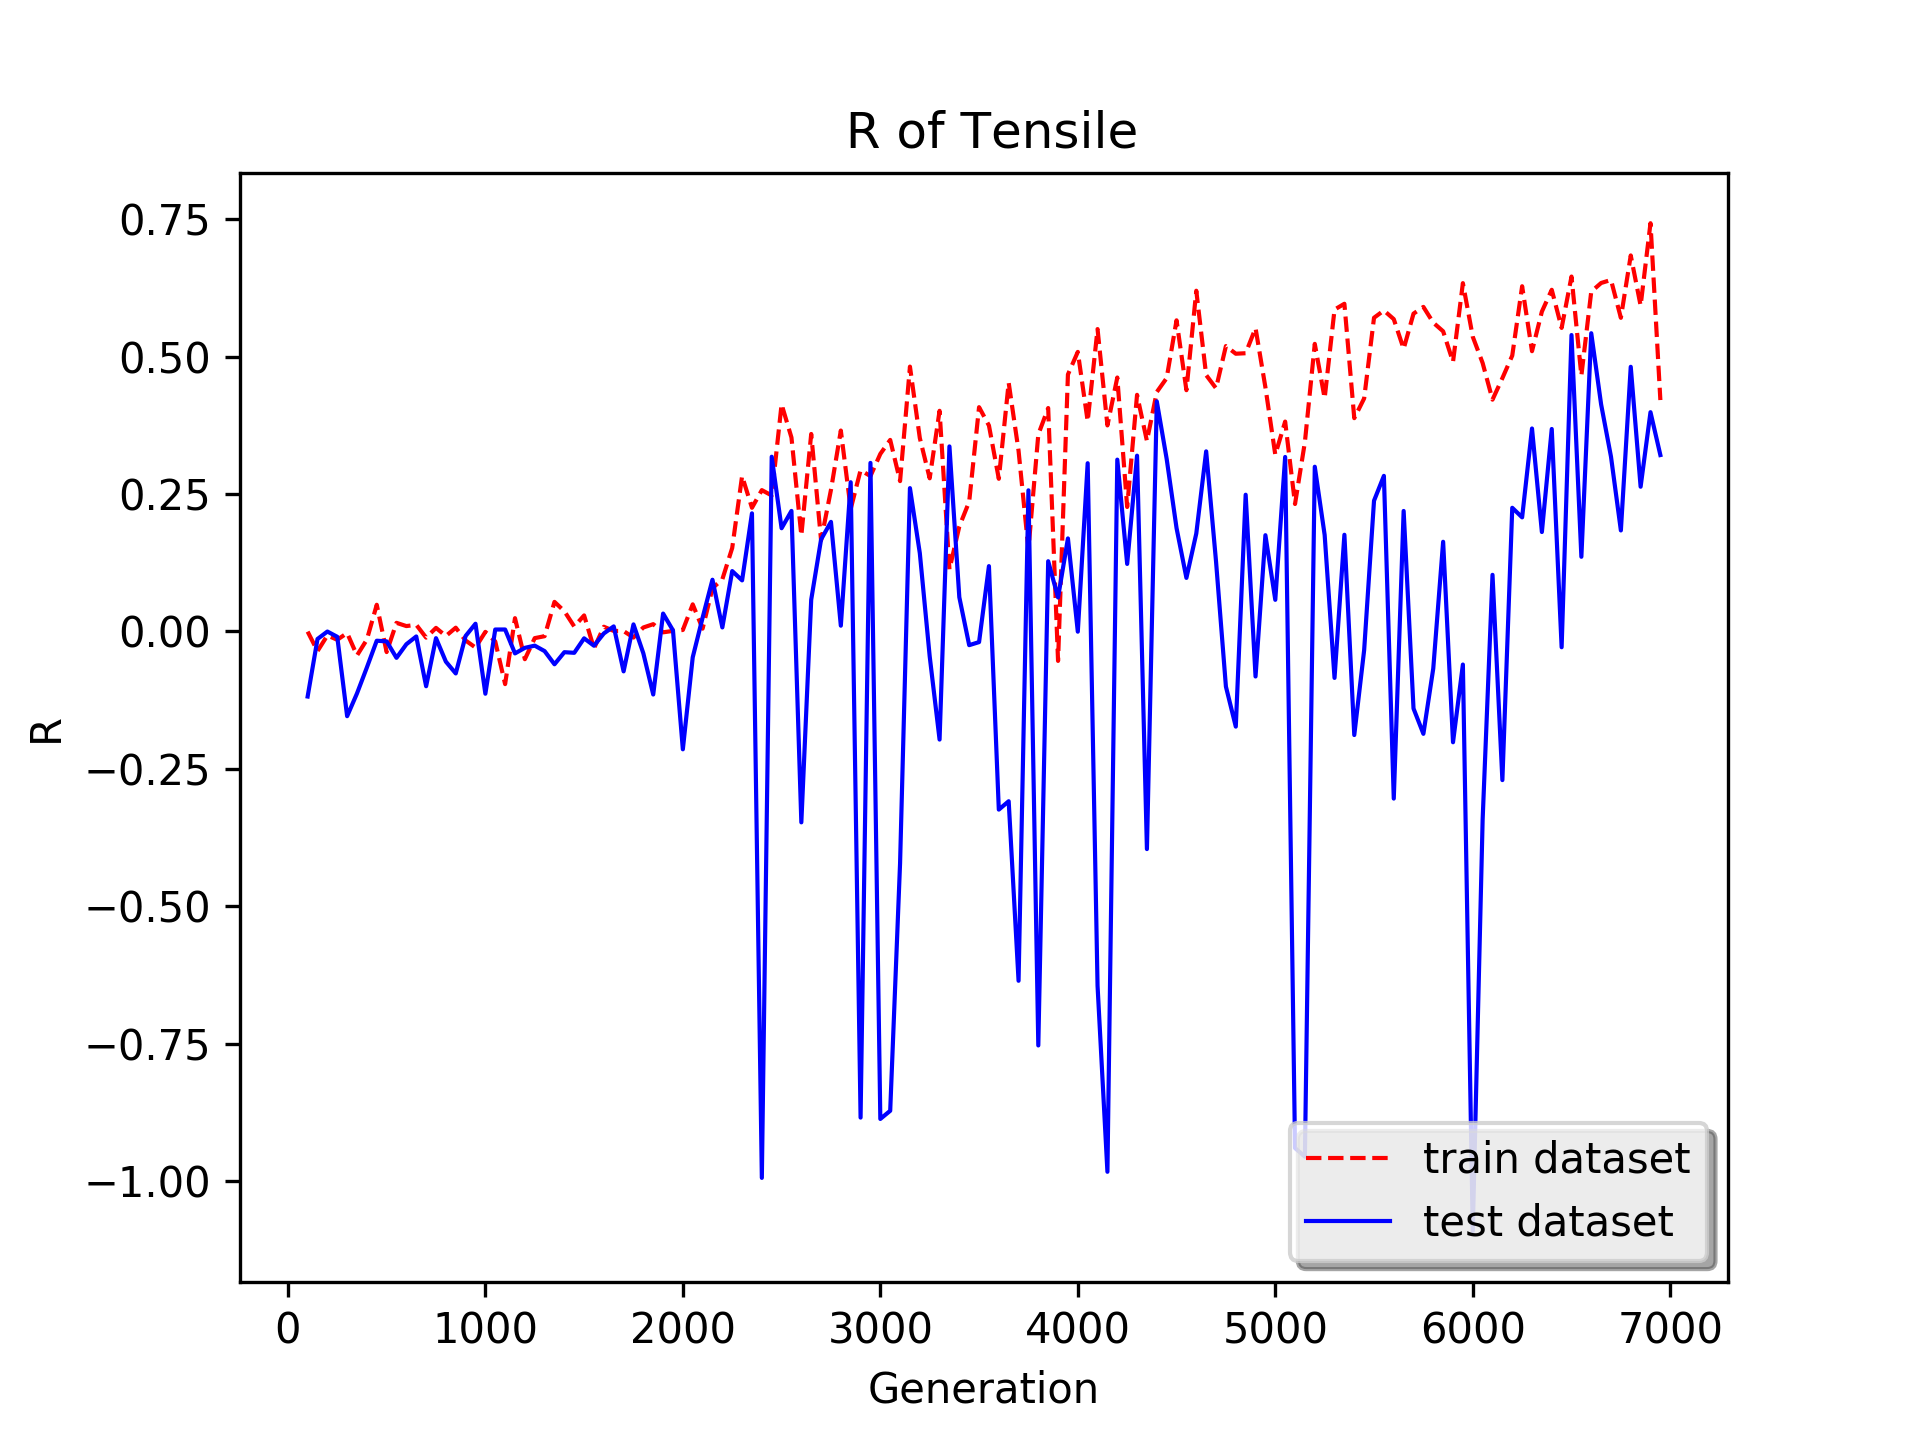 R of Tensile
0.75
0.50
0.25
0.00
−0.25
−0.50
−0.75
−1.00
R
train dataset
test dataset
0 1000 2000 3000 4000 5000 6000 7000
Generation